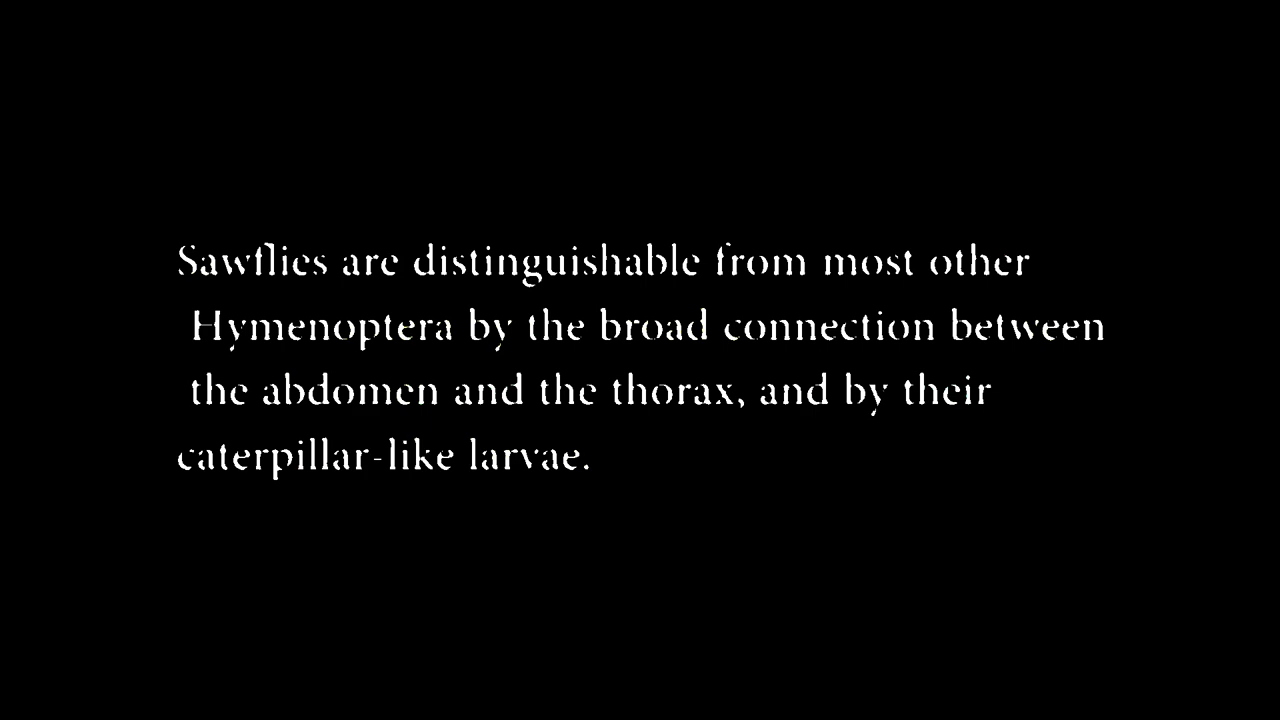 Sawflies are distinguishable from most other
Hymenoptera by the broad connection between
the abdomen and the thorax, and by their
caterpillar-like larvae.